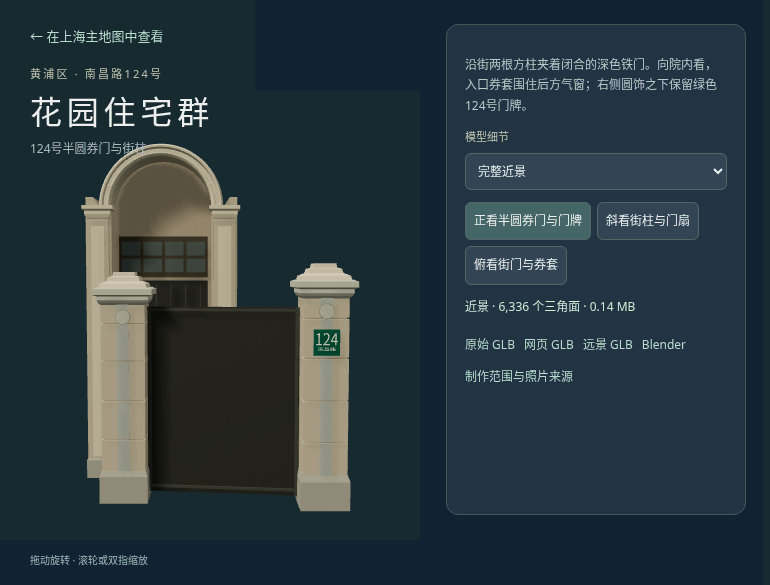 ← 在上海主地图中查看
黄浦区 · 南昌路124号
花园住宅群
124号半圆券门与街柱
124
拖动旋转 · 滚轮或双指缩放
沿街两根方柱夹着闭合的深色铁门。向院内看，
入口券套围住后方气窗；右侧圆饰之下保留绿色
124号门牌。
模型细节
完整近景
正看半圆券门与门牌
斜看街柱与门扇
俯看街门与券套
近景 · 6,336 个三角面 · 0.14 MB
原始 GLB 网页 GLB 远景 GLB Blender
制作范围与照片来源